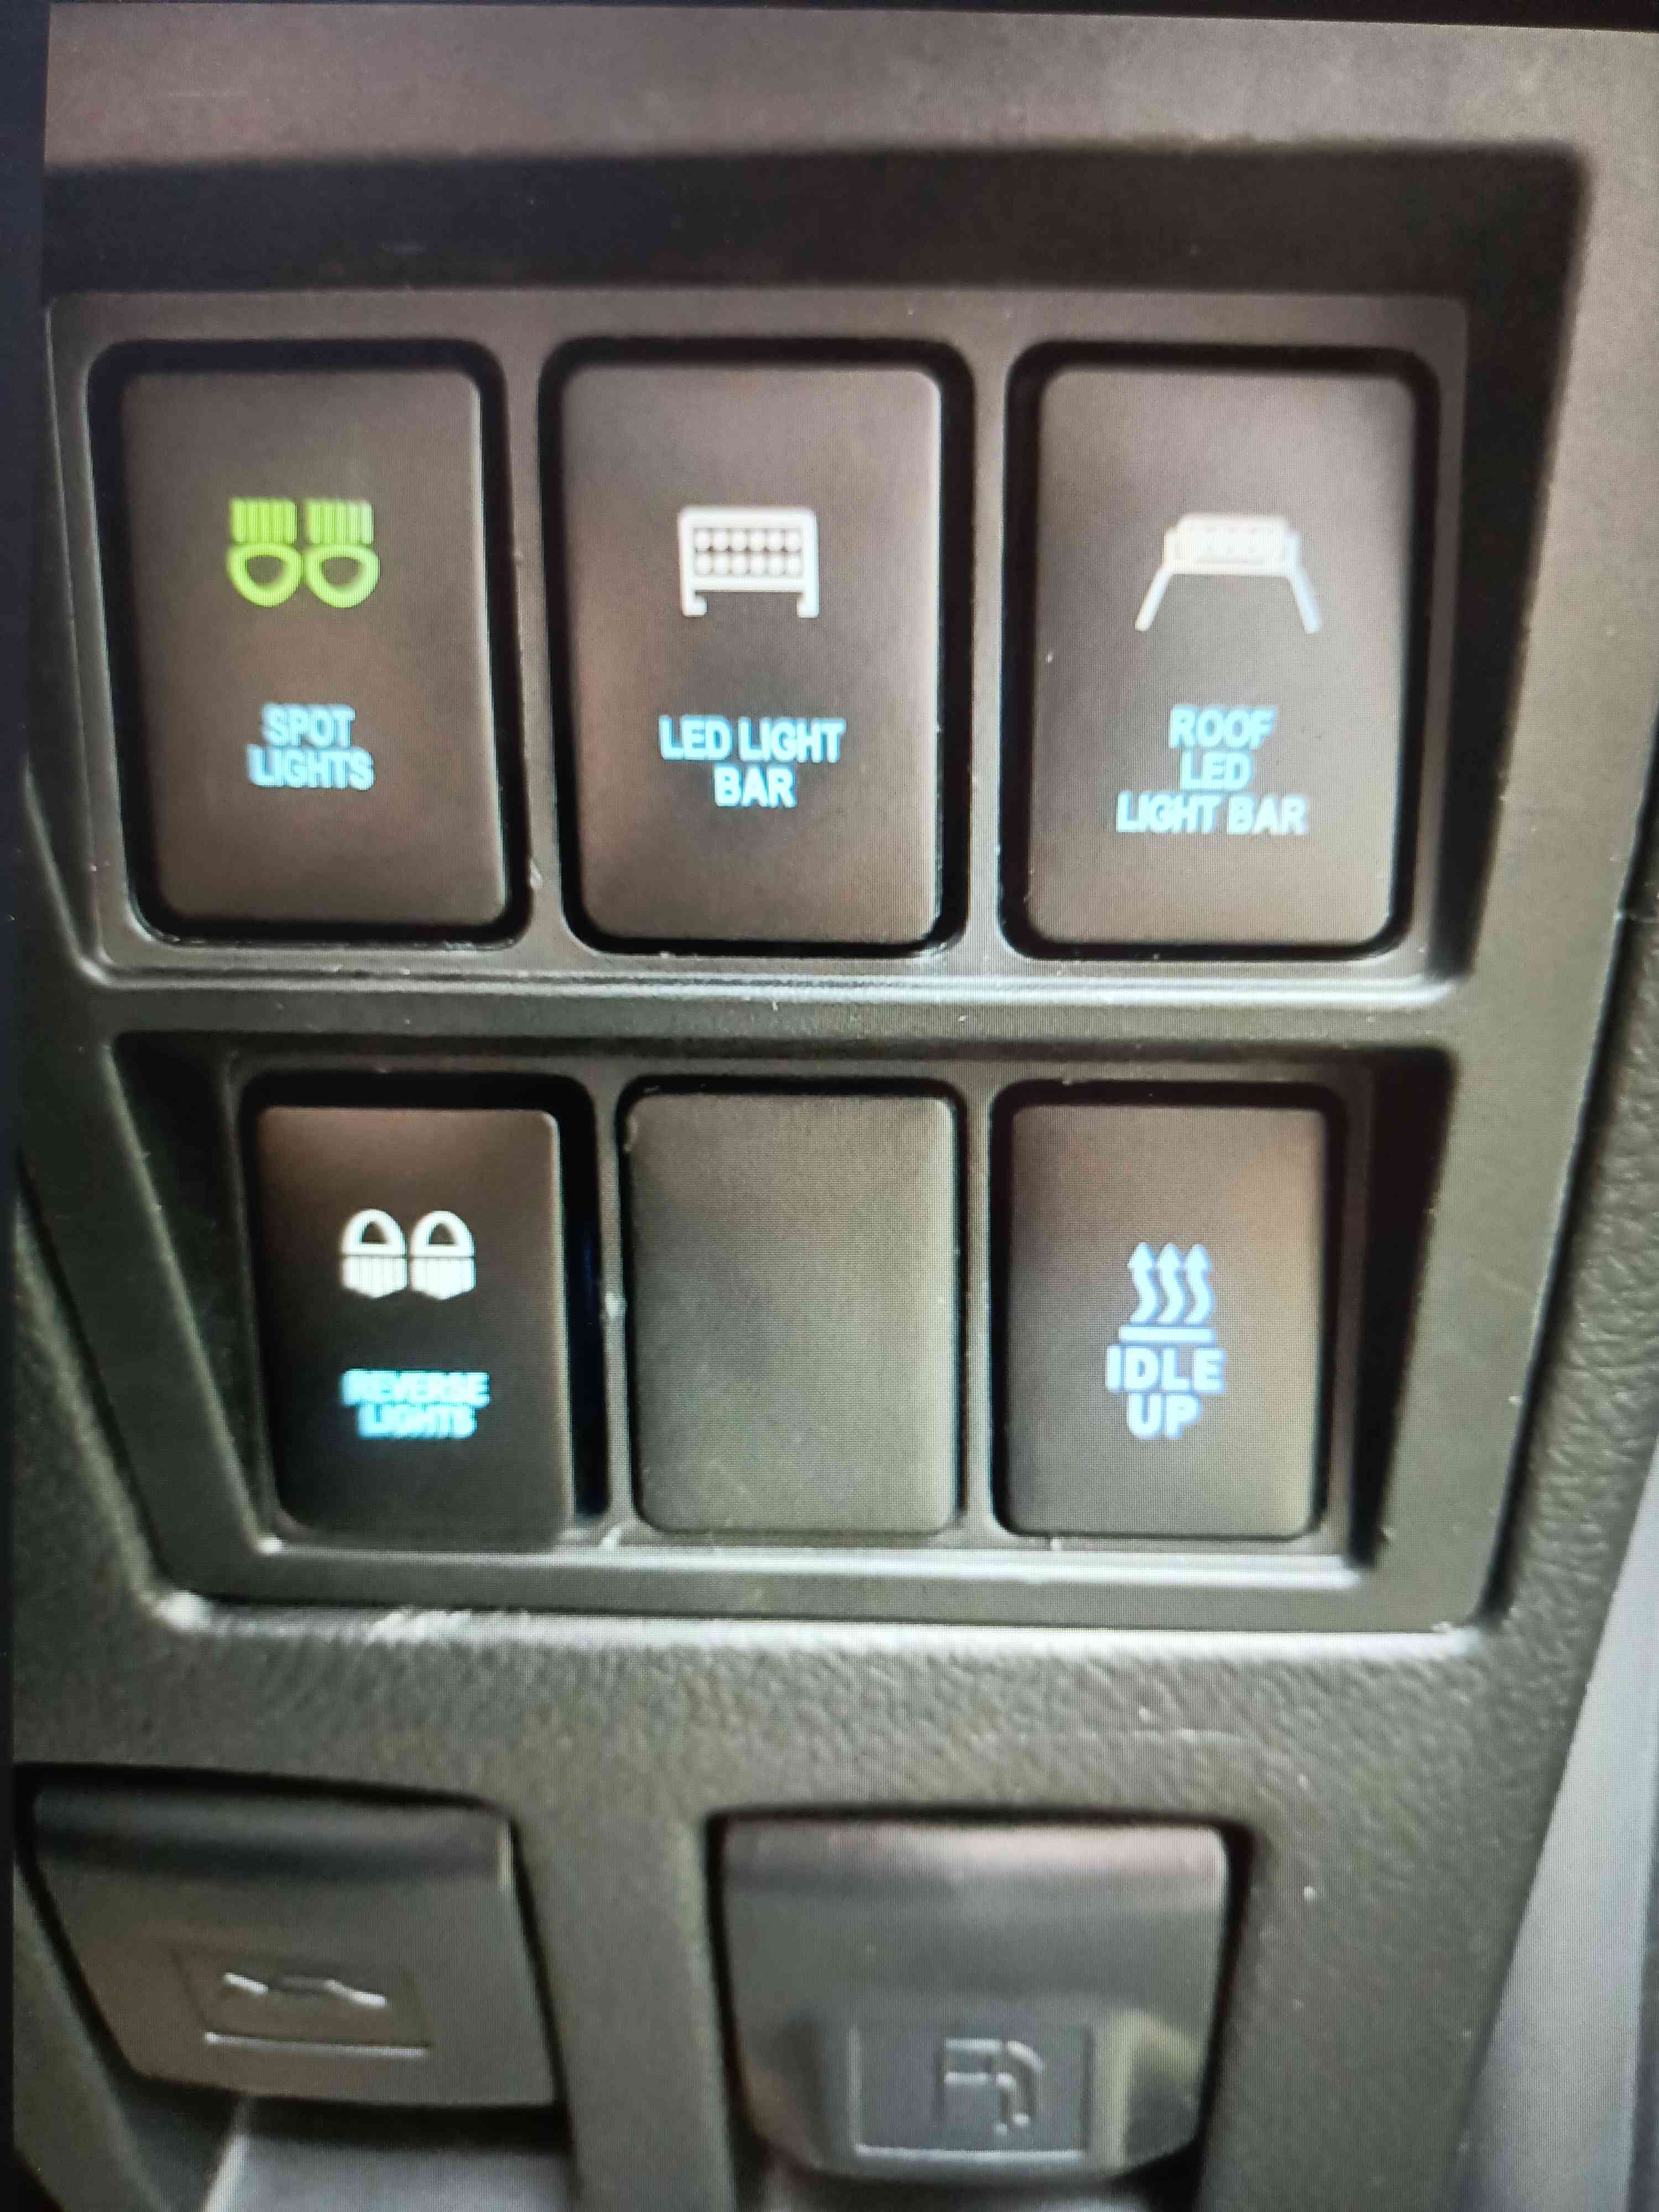 SPOT
LIGHTS
LED LIGHT
BAR
ROOF
LED
LIGHT BAR
REVERSE
LIGHTS
IDLE
UP